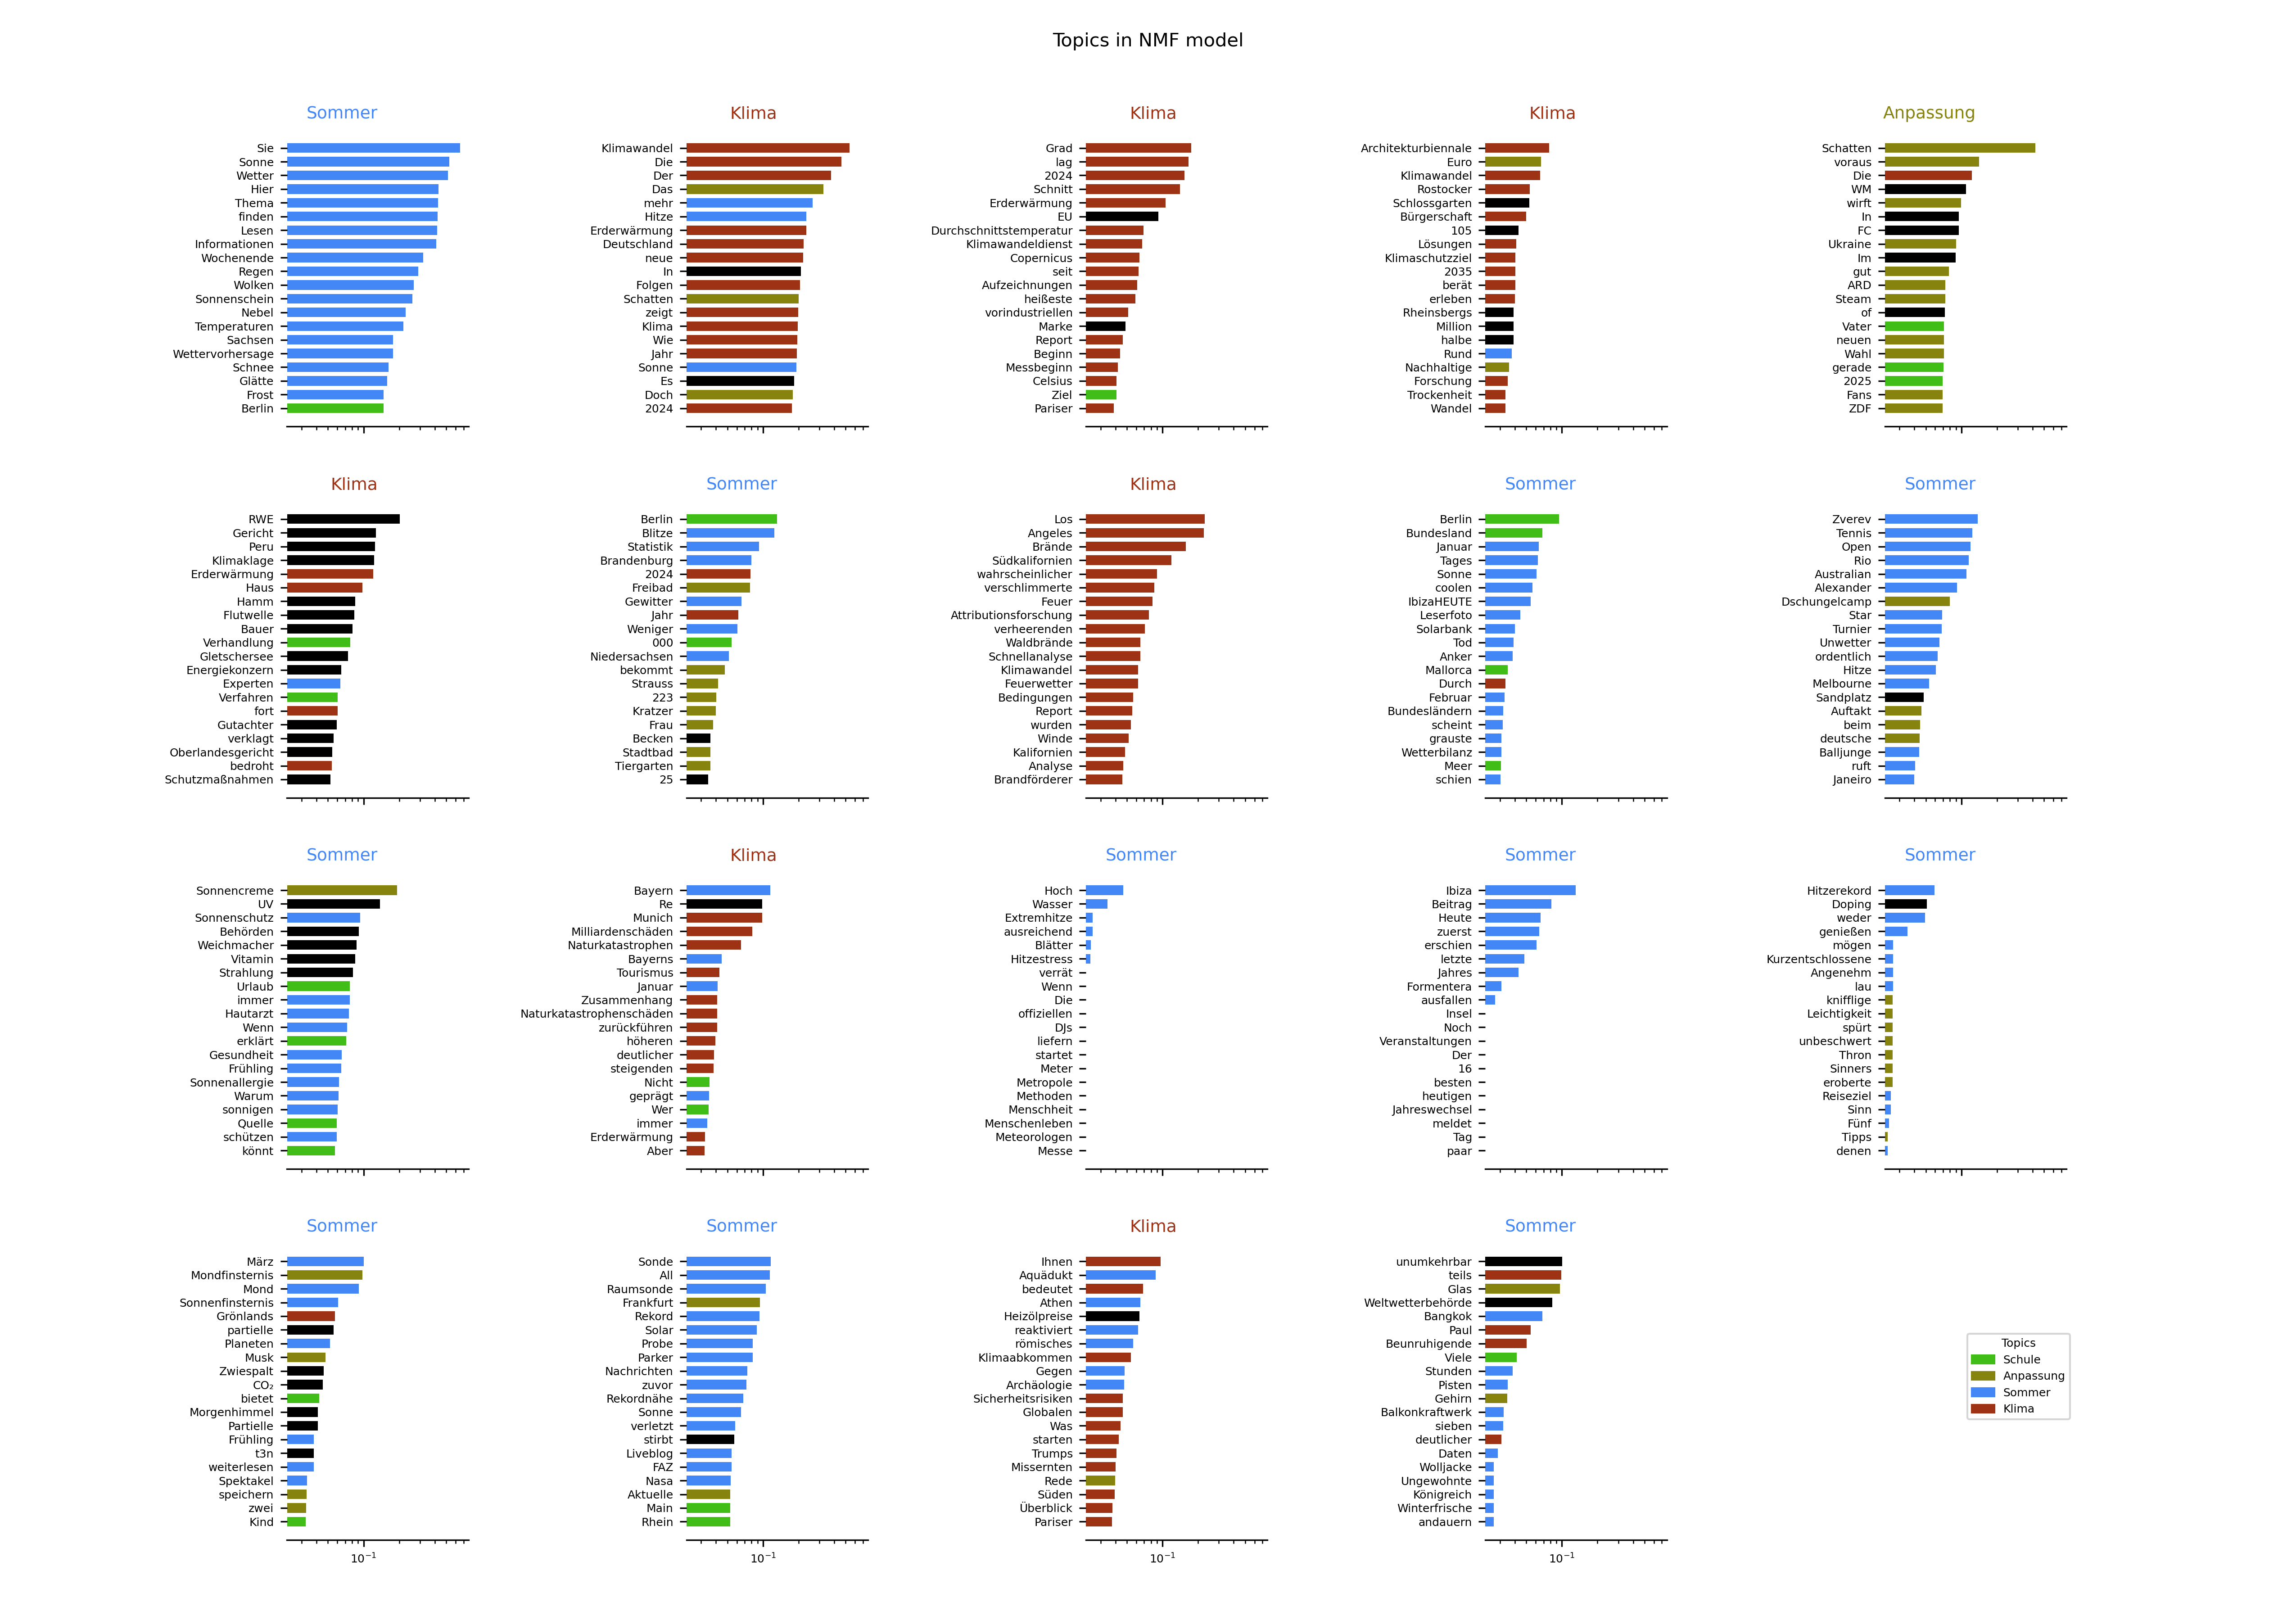 Topics in NMF model
Sommer
Sie
Sonne
Wetter
Hier
Thema
finden
Lesen
Informationen
Wochenende
Regen
Wolken
Sonnenschein
Nebel
Temperaturen
Sachsen
Wettervorhersage
Schnee
Glätte
Frost
Berlin
Klima
Klimawandel
Die
Der
Das
mehr
Hitze
Erderwärmung
Deutschland
neue
In
Folgen
Schatten
zeigt
Klima
Wie
Jahr
Sonne
Es
Doch
2024
Klima
Grad
lag
2024
Schnitt
Erderwärmung
EU
Durchschnittstemperatur
Klimawandeldienst
Copernicus
seit
Aufzeichnungen
heißeste
vorindustriellen
Marke
Report
Beginn
Messbeginn
Celsius
Ziel
Pariser
Klima
Architekturbiennale
Euro
Klimawandel
Rostocker
Schlossgarten
Bürgerschaft
105
Lösungen
Klimaschutzziel
2035
berät
erleben
Rheinsbergs
Million
halbe
Rund
Nachhaltige
Forschung
Trockenheit
Wandel
Anpassung
Schatten
voraus
Die
WM
wirft
In
FC
Ukraine
Im
gut
ARD
Steam
of
Vater
neuen
Wahl
gerade
2025
Fans
ZDF
Klima
RWE
Gericht
Peru
Klimaklage
Erderwärmung
Haus
Hamm
Flutwelle
Bauer
Verhandlung
Gletschersee
Energiekonzern
Experten
Verfahren
fort
Gutachter
verklagt
Oberlandesgericht
bedroht
Schutzmaßnahmen
Sommer
Berlin
Blitze
Statistik
Brandenburg
2024
Freibad
Gewitter
Jahr
Weniger
000
Niedersachsen
bekommt
Strauss
223
Kratzer
Frau
Becken
Stadtbad
Tiergarten
25
Klima
Los
Angeles
Brände
Südkalifornien
wahrscheinlicher
verschlimmerte
Feuer
Attributionsforschung
verheerenden
Waldbrände
Schnellanalyse
Klimawandel
Feuerwetter
Bedingungen
Report
wurden
Winde
Kalifornien
Analyse
Brandförderer
Sommer
Berlin
Bundesland
Januar
Tages
Sonne
coolen
IbizaHEUTE
Leserfoto
Solarbank
Tod
Anker
Mallorca
Durch
Februar
Bundesländern
scheint
grauste
Wetterbilanz
Meer
schien
Sommer
Zverev
Tennis
Open
Rio
Australian
Alexander
Dschungelcamp
Star
Turnier
Unwetter
ordentlich
Hitze
Melbourne
Sandplatz
Auftakt
beim
deutsche
Balljunge
ruft
Janeiro
Sommer
Sonnencreme
UV
Sonnenschutz
Behörden
Weichmacher
Vitamin
Strahlung
Urlaub
immer
Hautarzt
Wenn
erklärt
Gesundheit
Frühling
Sonnenallergie
Warum
sonnigen
Quelle
schützen
könnt
Klima
Bayern
Re
Munich
Milliardenschäden
Naturkatastrophen
Bayerns
Tourismus
Januar
Zusammenhang
Naturkatastrophenschäden
zurückführen
höheren
deutlicher
steigenden
Nicht
geprägt
Wer
immer
Erderwärmung
Aber
Sommer
Hoch
Wasser
Extremhitze
ausreichend
Blätter
Hitzestress
verrät
Wenn
Die
offiziellen
DJs
liefern
startet
Meter
Metropole
Methoden
Menschheit
Menschenleben
Meteorologen
Messe
Sommer
Ibiza
Beitrag
Heute
zuerst
erschien
letzte
Jahres
Formentera
ausfallen
Insel
Noch
Veranstaltungen
Der
16
besten
heutigen
Jahreswechsel
meldet
Tag
paar
Sommer
Hitzerekord
Doping
weder
genießen
mögen
Kurzentschlossene
Angenehm
lau
knifflige
Leichtigkeit
spürt
unbeschwert
Thron
Sinners
eroberte
Reiseziel
Sinn
Fünf
Tipps
denen
Sommer
März
Mondfinsternis
Mond
Sonnenfinsternis
Grönlands
partielle
Planeten
Musk
Zwiespalt
CO₂
bietet
Morgenhimmel
Partielle
Frühling
t3n
weiterlesen
Spektakel
speichern
zwei
Kind
10⁻¹
Sommer
Sonde
All
Raumsonde
Frankfurt
Rekord
Solar
Probe
Parker
Nachrichten
zuvor
Rekordnähe
Sonne
verletzt
stirbt
Liveblog
FAZ
Nasa
Aktuelle
Main
Rhein
10⁻¹
Klima
Ihnen
Aquädukt
bedeutet
Athen
Heizölpreise
reaktiviert
römisches
Klimaabkommen
Gegen
Archäologie
Sicherheitsrisiken
Globalen
Was
starten
Trumps
Missernten
Rede
Süden
Überblick
Pariser
10⁻¹
Sommer
unumkehrbar
teils
Glas
Weltwetterbehörde
Bangkok
Paul
Beunruhigende
Viele
Stunden
Pisten
Gehirn
Balkonkraftwerk
sieben
deutlicher
Daten
Wolljacke
Ungewohnte
Königreich
Winterfrische
andauern
10⁻¹
Topics
Schule
Anpassung
Sommer
Klima